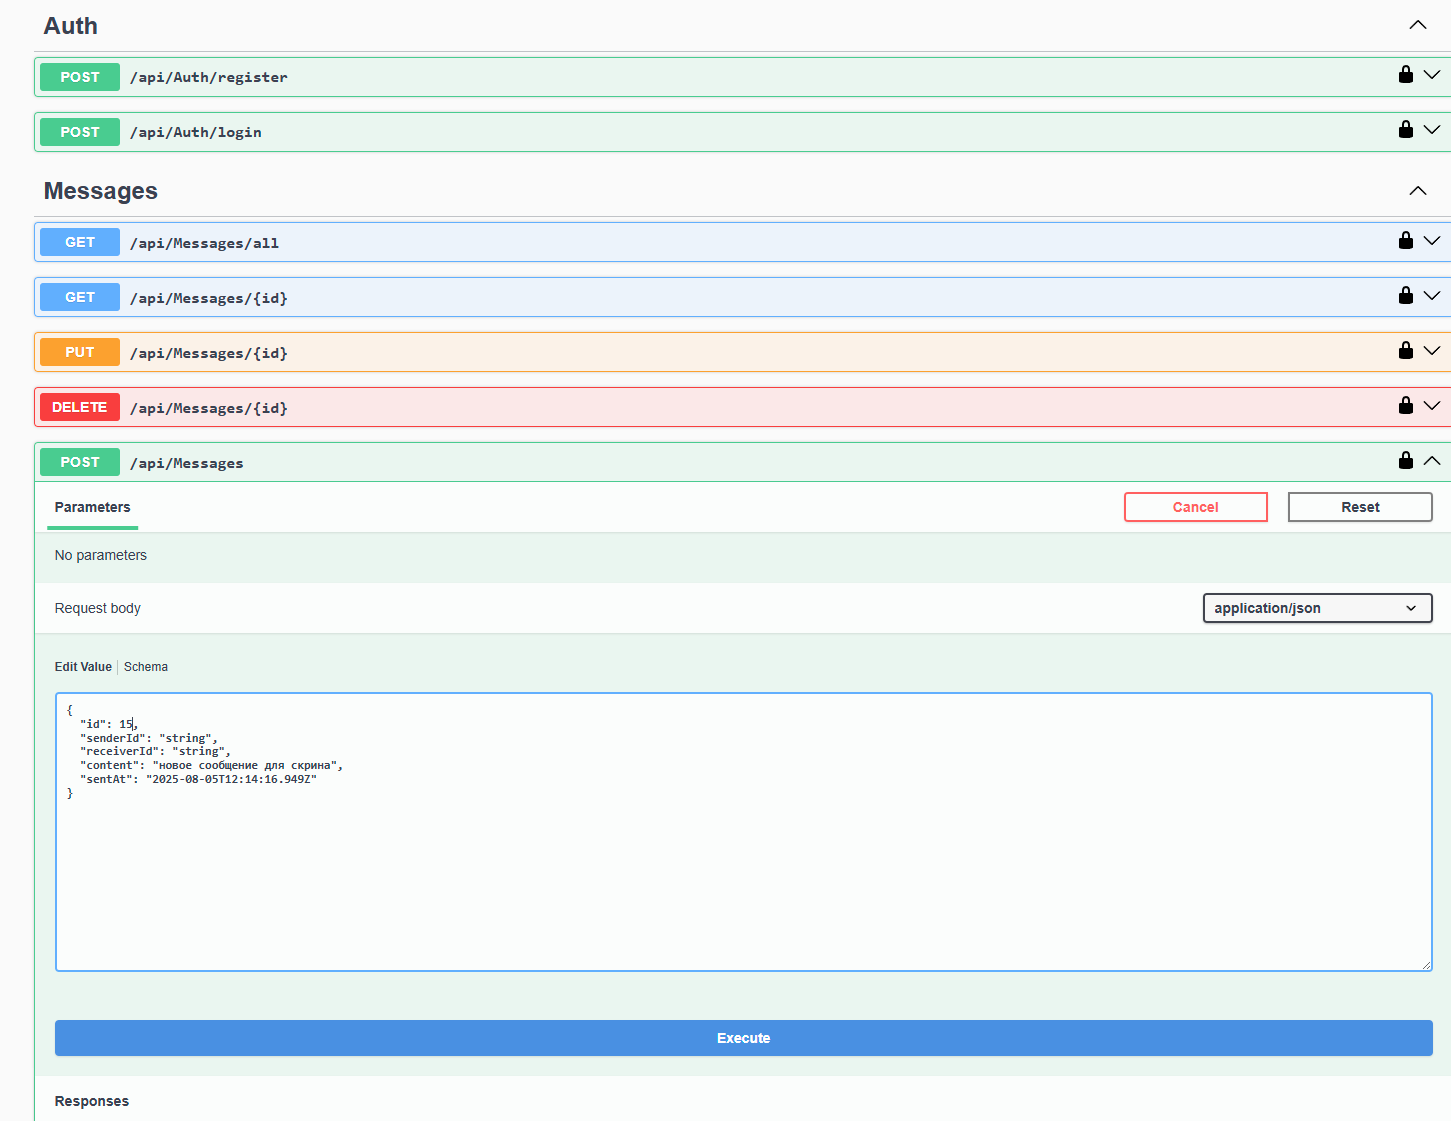 Auth
POST /api/Auth/register
POST /api/Auth/login
Messages
GET /api/Messages/all
GET /api/Messages/{id}
PUT /api/Messages/{id}
DELETE /api/Messages/{id}
POST /api/Messages
Parameters Cancel Reset
No parameters
Request body application/json
Edit Value Schema
{
"id": 15,
"senderId": "string",
"receiverId": "string",
"content": "новое сообщение для скрина",
"sentAt": "2025-08-05T12:14:16.949Z"
}
Execute
Responses